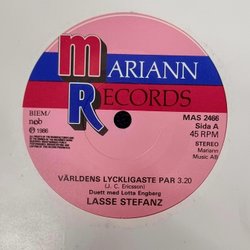 MARIANN
RECORDS
MAS 2466
Sida A
45 RPM
BIEM/
ncb
℗ 1986
STEREO
Mariann
Music AB
VÄRLDENS LYCKLIGASTE PAR 3.20
(J. C. Ericsson)
Duett med Lotta Engberg
LASSE STEFANZ